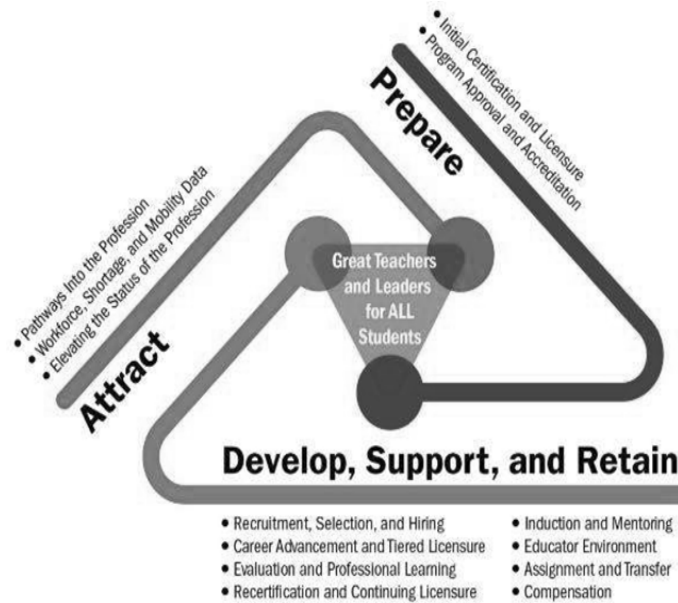 • Initial Certification and Licensure
• Program Approval and Accreditation
Prepare
• Pathways Into the Profession
• Workforce, Shortage, and Mobility Data
• Elevating the Status of the Profession
Attract
Great Teachers
and Leaders
for ALL
Students
Develop, Support, and Retain
• Recruitment, Selection, and Hiring
• Career Advancement and Tiered Licensure
• Evaluation and Professional Learning
• Recertification and Continuing Licensure
• Induction and Mentoring
• Educator Environment
• Assignment and Transfer
• Compensation